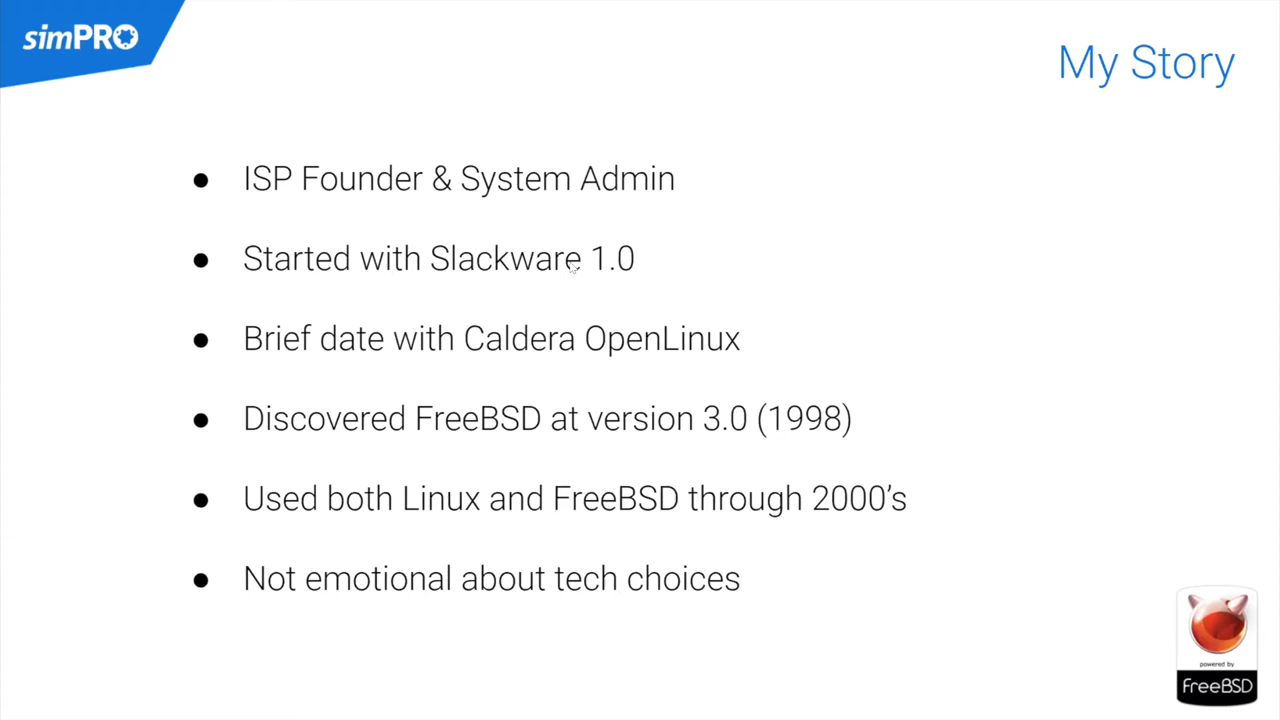 simPRO
My Story
● ISP Founder & System Admin
● Started with Slackware 1.0
● Brief date with Caldera OpenLinux
● Discovered FreeBSD at version 3.0 (1998)
● Used both Linux and FreeBSD through 2000’s
● Not emotional about tech choices
powered by
FreeBSD